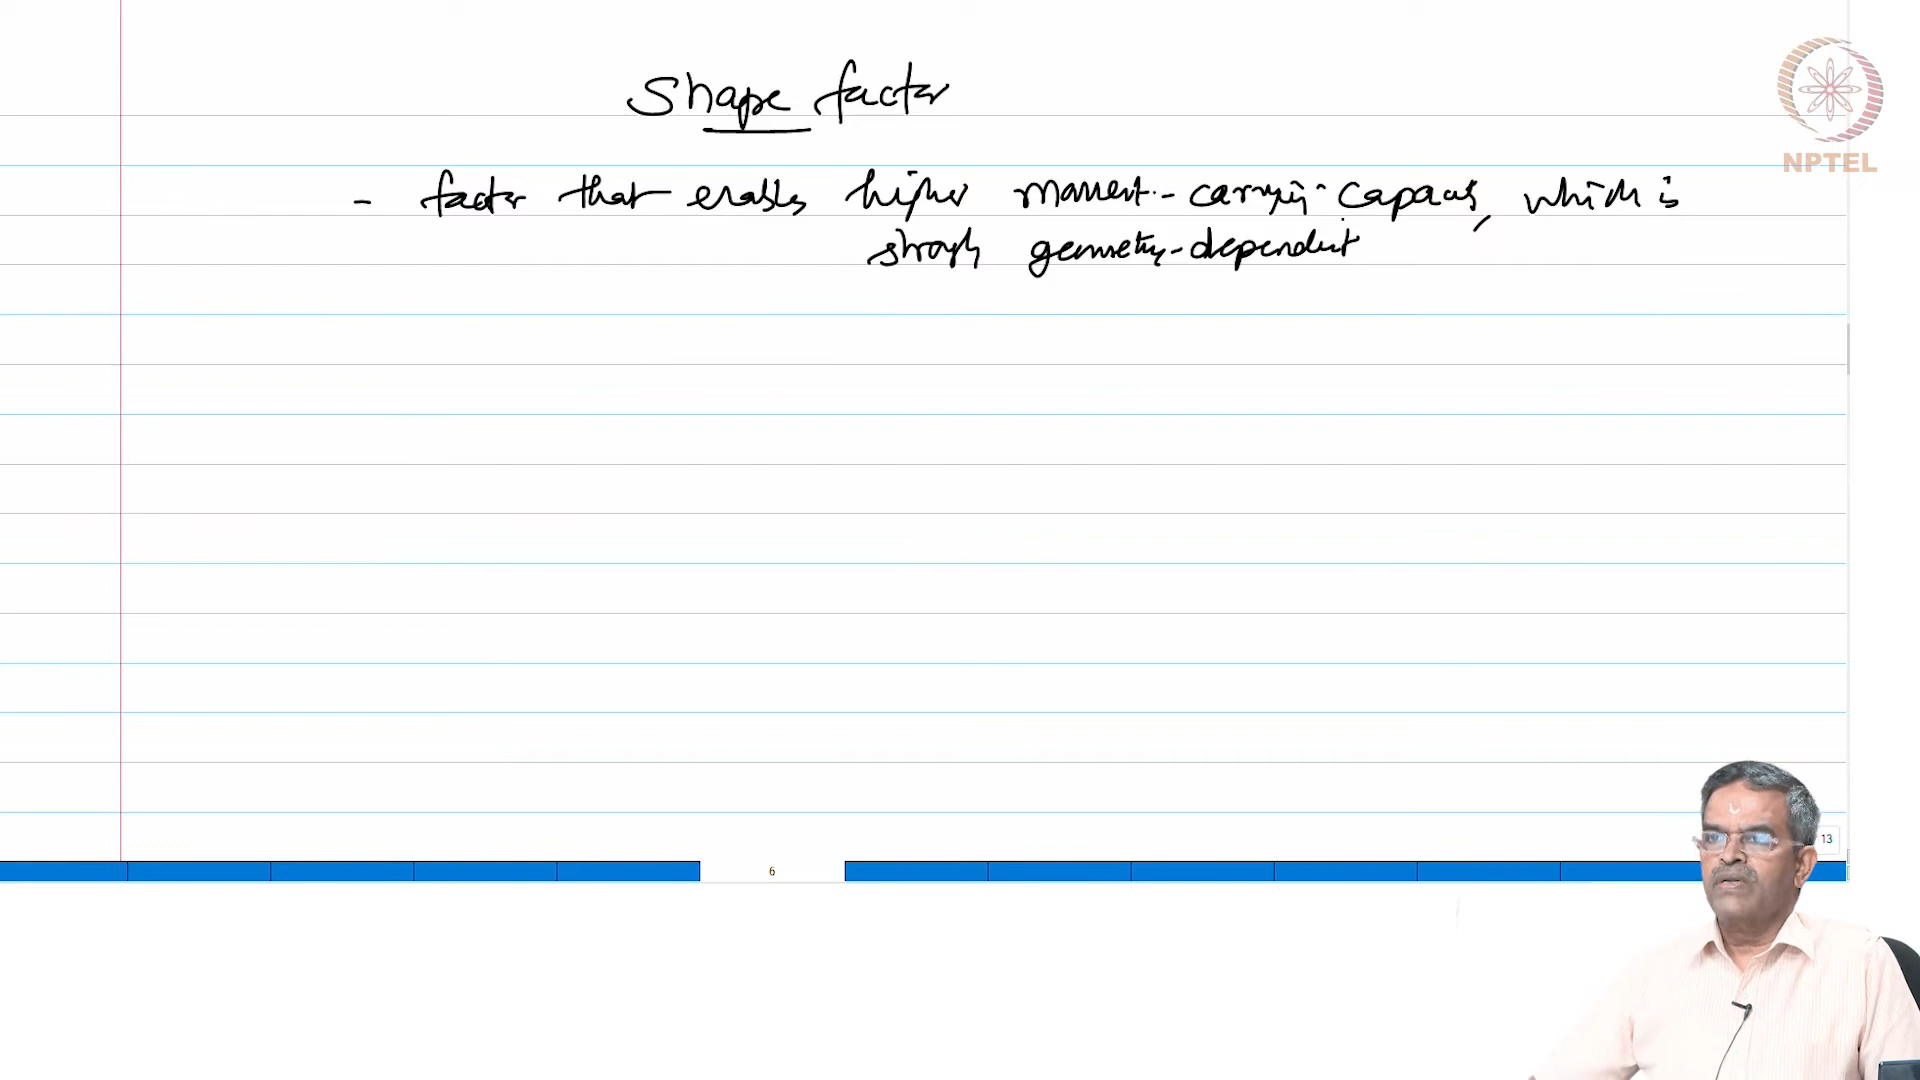 Shape factor
NPTEL
- factor that enables higher moment-carrying-capacity, which is
strongly geometry-dependent
13
6